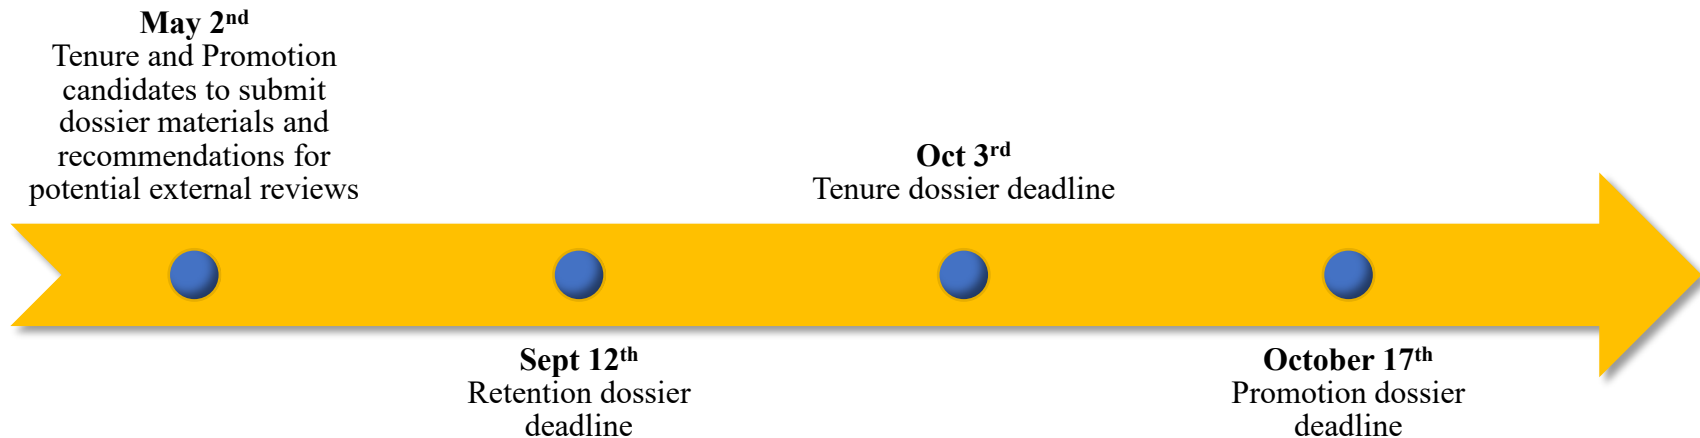 May 2nd
Tenure and Promotion
candidates to submit
dossier materials and
recommendations for
potential external reviews
Sept 12th
Retention dossier
deadline
Oct 3rd
Tenure dossier deadline
October 17th
Promotion dossier
deadline